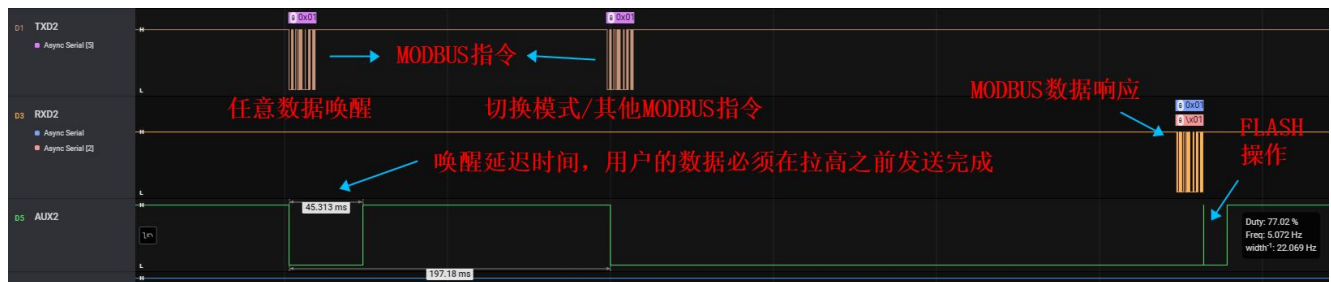 D1 TXD2
Async Serial [5]
H
L
0x01
0x01
MODBUS指令
任意数据唤醒
切换模式/其他MODBUS指令
MODBUS数据响应
D3 RXD2
Async Serial
Async Serial [2]
H
L
0x01
\x01
FLASH
操作
唤醒延迟时间，用户的数据必须在拉高之前发送完成
D5 AUX2
H
L
H
45.313 ms
197.18 ms
Duty: 77.02 %
Freq: 5.072 Hz
width⁻¹: 22.069 Hz